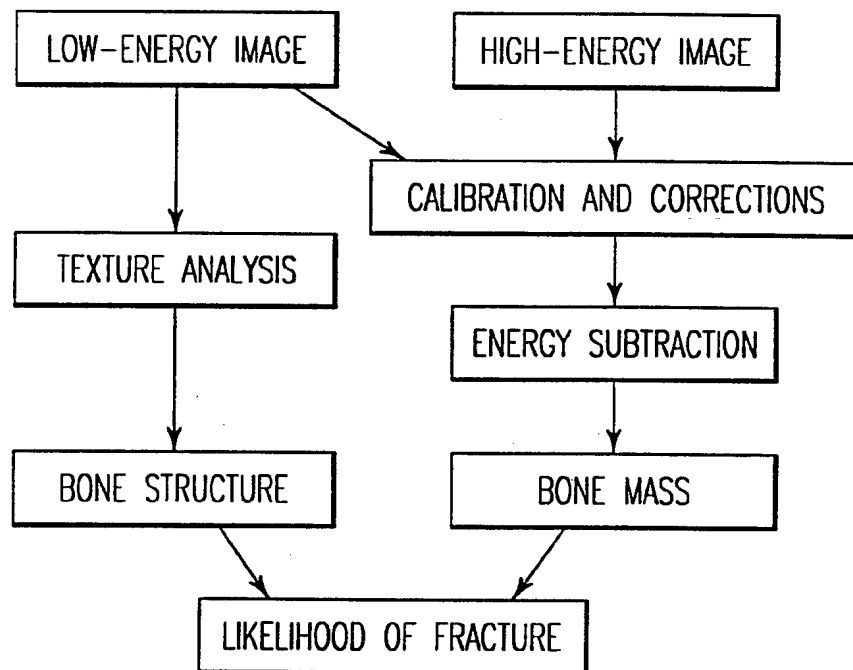 LOW-ENERGY IMAGE
HIGH-ENERGY IMAGE
CALIBRATION AND CORRECTIONS
TEXTURE ANALYSIS
ENERGY SUBTRACTION
BONE STRUCTURE
BONE MASS
LIKELIHOOD OF FRACTURE